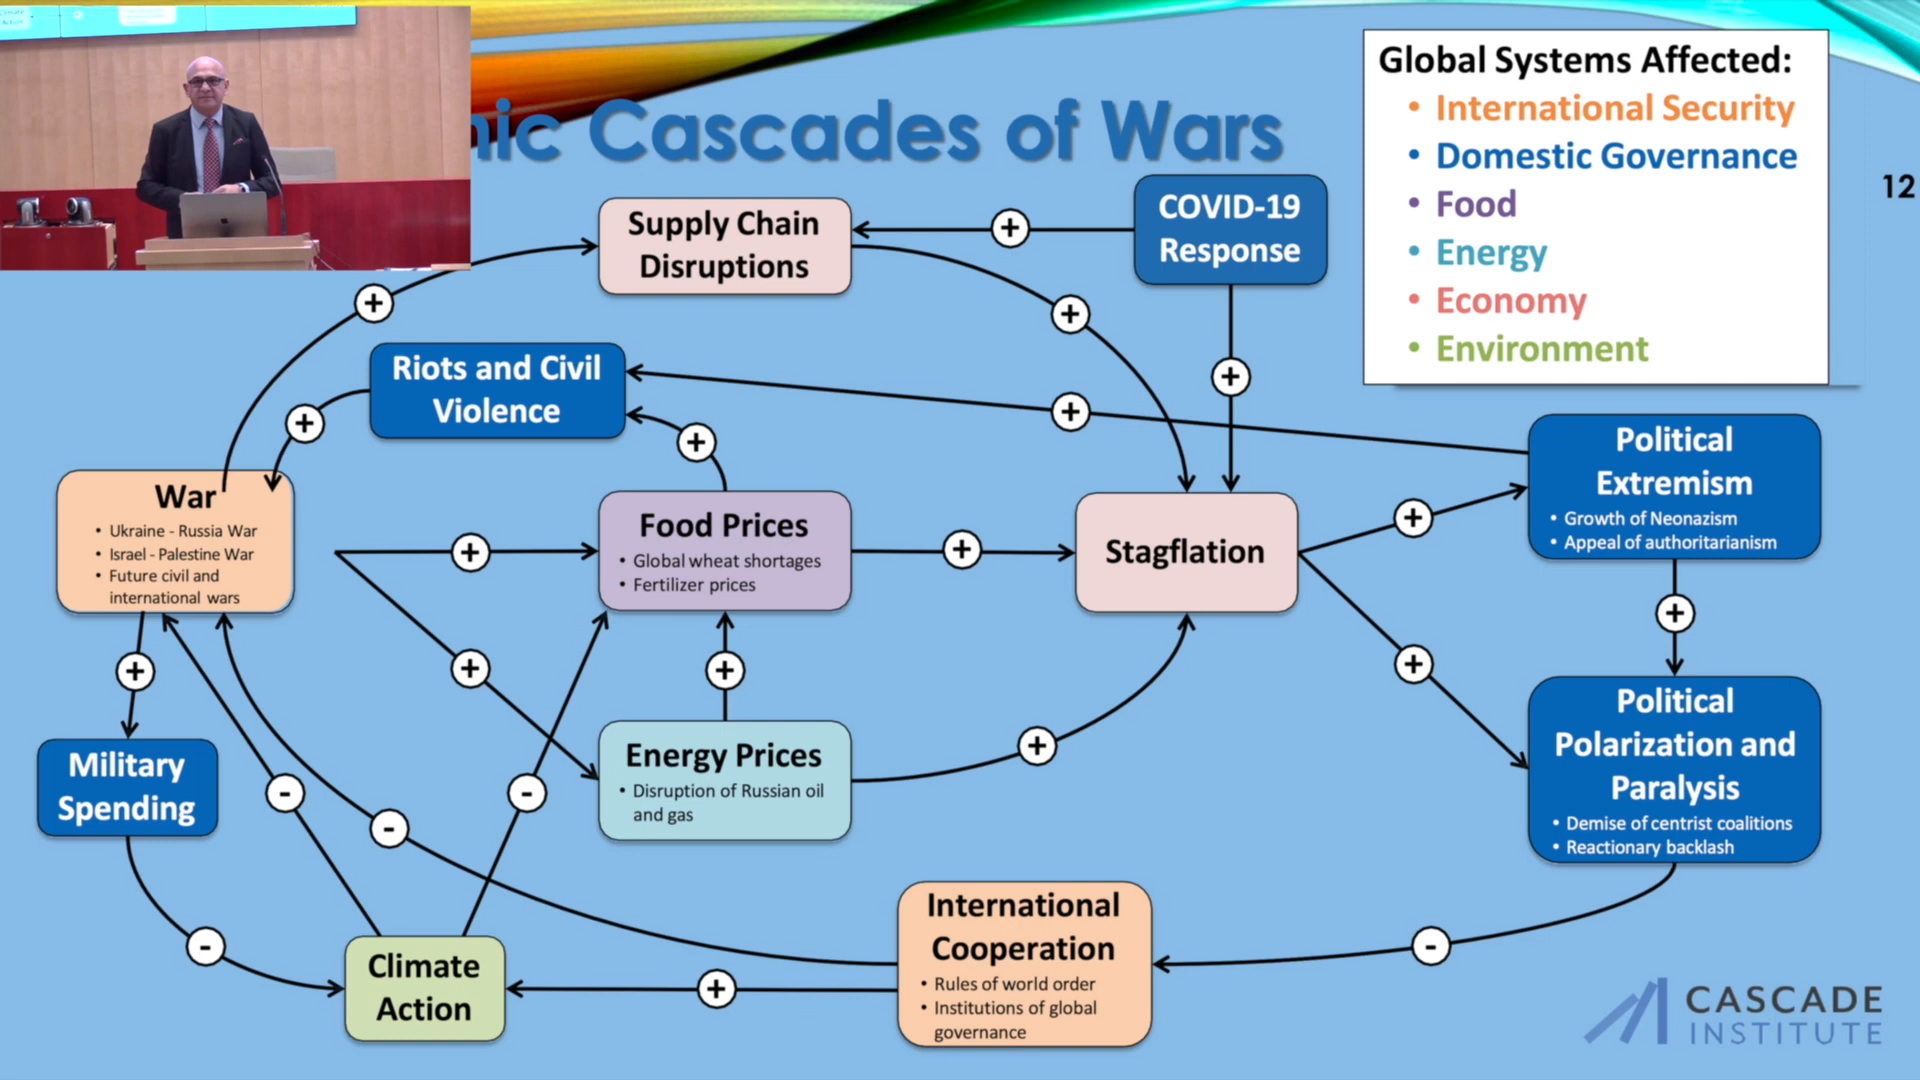 Climate
Action
nic Cascades of Wars
12
Global Systems Affected:
• International Security
• Domestic Governance
• Food
• Energy
• Economy
• Environment
Supply Chain
Disruptions
+
COVID-19
Response
+
+
+
Riots and Civil
Violence
+
+
+
War
• Ukraine - Russia War
• Israel - Palestine War
• Future civil and
international wars
+
Food Prices
• Global wheat shortages
• Fertilizer prices
+
Stagflation
+
Political
Extremism
• Growth of Neonazism
• Appeal of authoritarianism
+
+
+
+
+
Military
Spending
-
-
-
Energy Prices
• Disruption of Russian oil
and gas
+
Political
Polarization and
Paralysis
• Demise of centrist coalitions
• Reactionary backlash
-
Climate
Action
+
International
Cooperation
• Rules of world order
• Institutions of global
governance
-
CASCADE
INSTITUTE